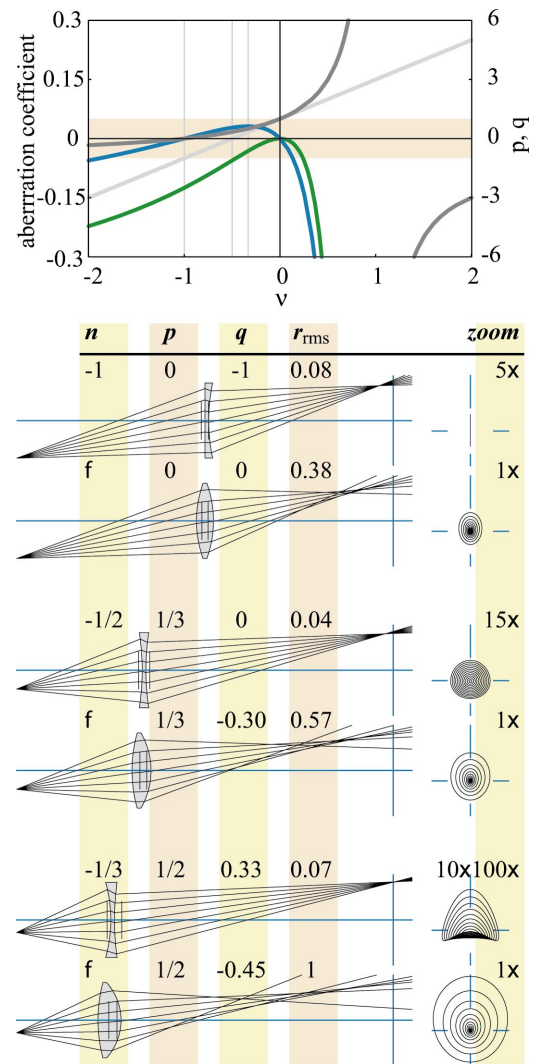 0.3
0.15
0
-0.15
-0.3
aberrration coefficient
6
3
0
-3
-6
p, q
-2 -1 0 1 2
ν
n p q r rms zoom
-1 0 -1 0.08 5x
f 0 0 0.38 1x
-1/2 1/3 0 0.04 15x
f 1/3 -0.30 0.57 1x
-1/3 1/2 0.33 0.07 10x100x
f 1/2 -0.45 1 1x